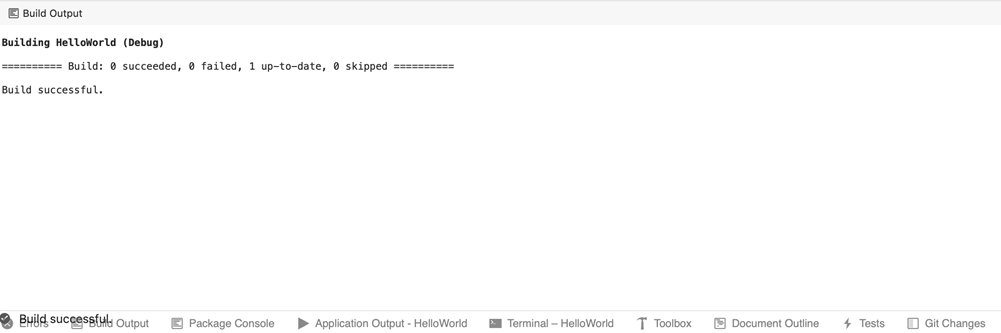 Build Output
Building HelloWorld (Debug)
========== Build: 0 succeeded, 0 failed, 1 up-to-date, 0 skipped ==========
Build successful.
Build successful.
Errors Build Output Package Console Application Output - HelloWorld Terminal – HelloWorld Toolbox Document Outline Tests Git Changes